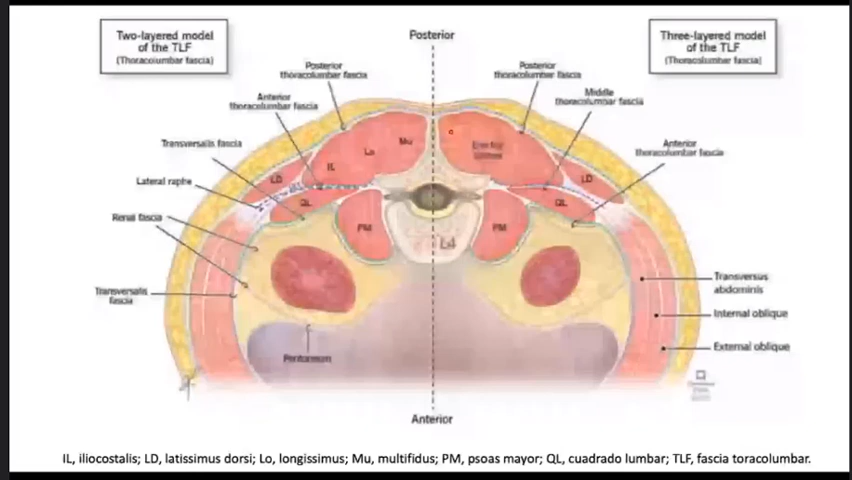 Two-layered model
of the TLF
(Thoracolumbar fascia)
Posterior
Three-layered model
of the TLF
(Thoracolumbar fascia)
Posterior
thoracolumbar fascia
Posterior
thoracolumbar fascia
Anterior
thoracolumbar fascia
Middle
thoracolumbar fascia
Transversalis fascia
Anterior
thoracolumbar fascia
Lateral raphe
Renal fascia
Transversalis
fascia
Peritoneum
Mu
Lo
IL
LD
QL
PM
Erector
spinae
LD
QL
PM
L4
Transversus
abdominis
Internal oblique
External oblique
Anterior
IL, iliocostalis; LD, latissimus dorsi; Lo, longissimus; Mu, multifidus; PM, psoas mayor; QL, cuadrado lumbar; TLF, fascia toracolumbar.